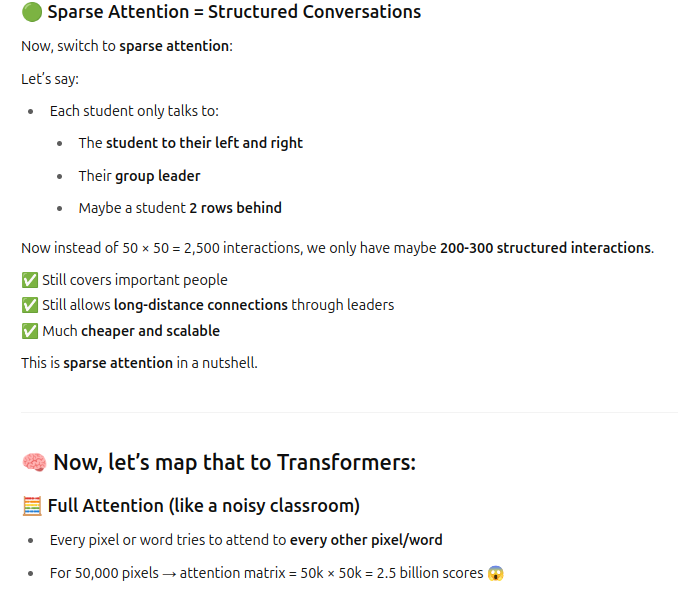 🟢 Sparse Attention = Structured Conversations
Now, switch to sparse attention:
Let's say:
• Each student only talks to:
• The student to their left and right
• Their group leader
• Maybe a student 2 rows behind
Now instead of 50 × 50 = 2,500 interactions, we only have maybe 200-300 structured interactions.
✅ Still covers important people
✅ Still allows long-distance connections through leaders
✅ Much cheaper and scalable
This is sparse attention in a nutshell.
🧠 Now, let's map that to Transformers:
🧮 Full Attention (like a noisy classroom)
• Every pixel or word tries to attend to every other pixel/word
• For 50,000 pixels → attention matrix = 50k × 50k = 2.5 billion scores 😱